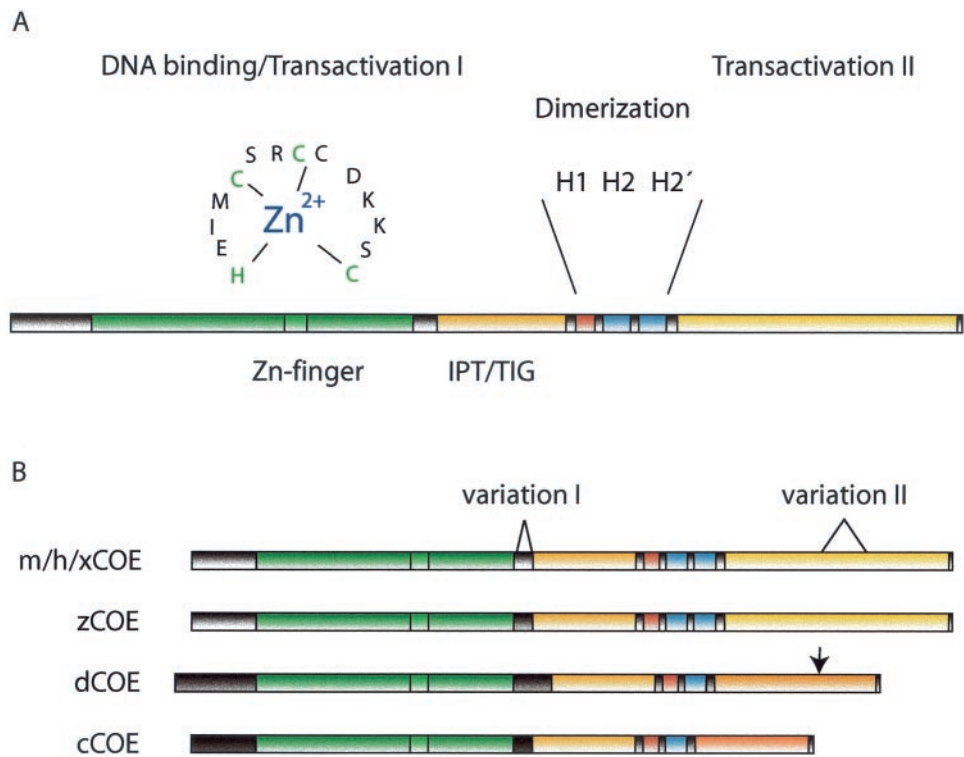 A
DNA binding/Transactivation I
Transactivation II
Dimerization
H1 H2 H2´
S R C C
C D
M K
I K
E S
H C
Zn2+
Zn-finger
IPT/TIG
B
variation I
variation II
m/h/xCOE
zCOE
dCOE
cCOE